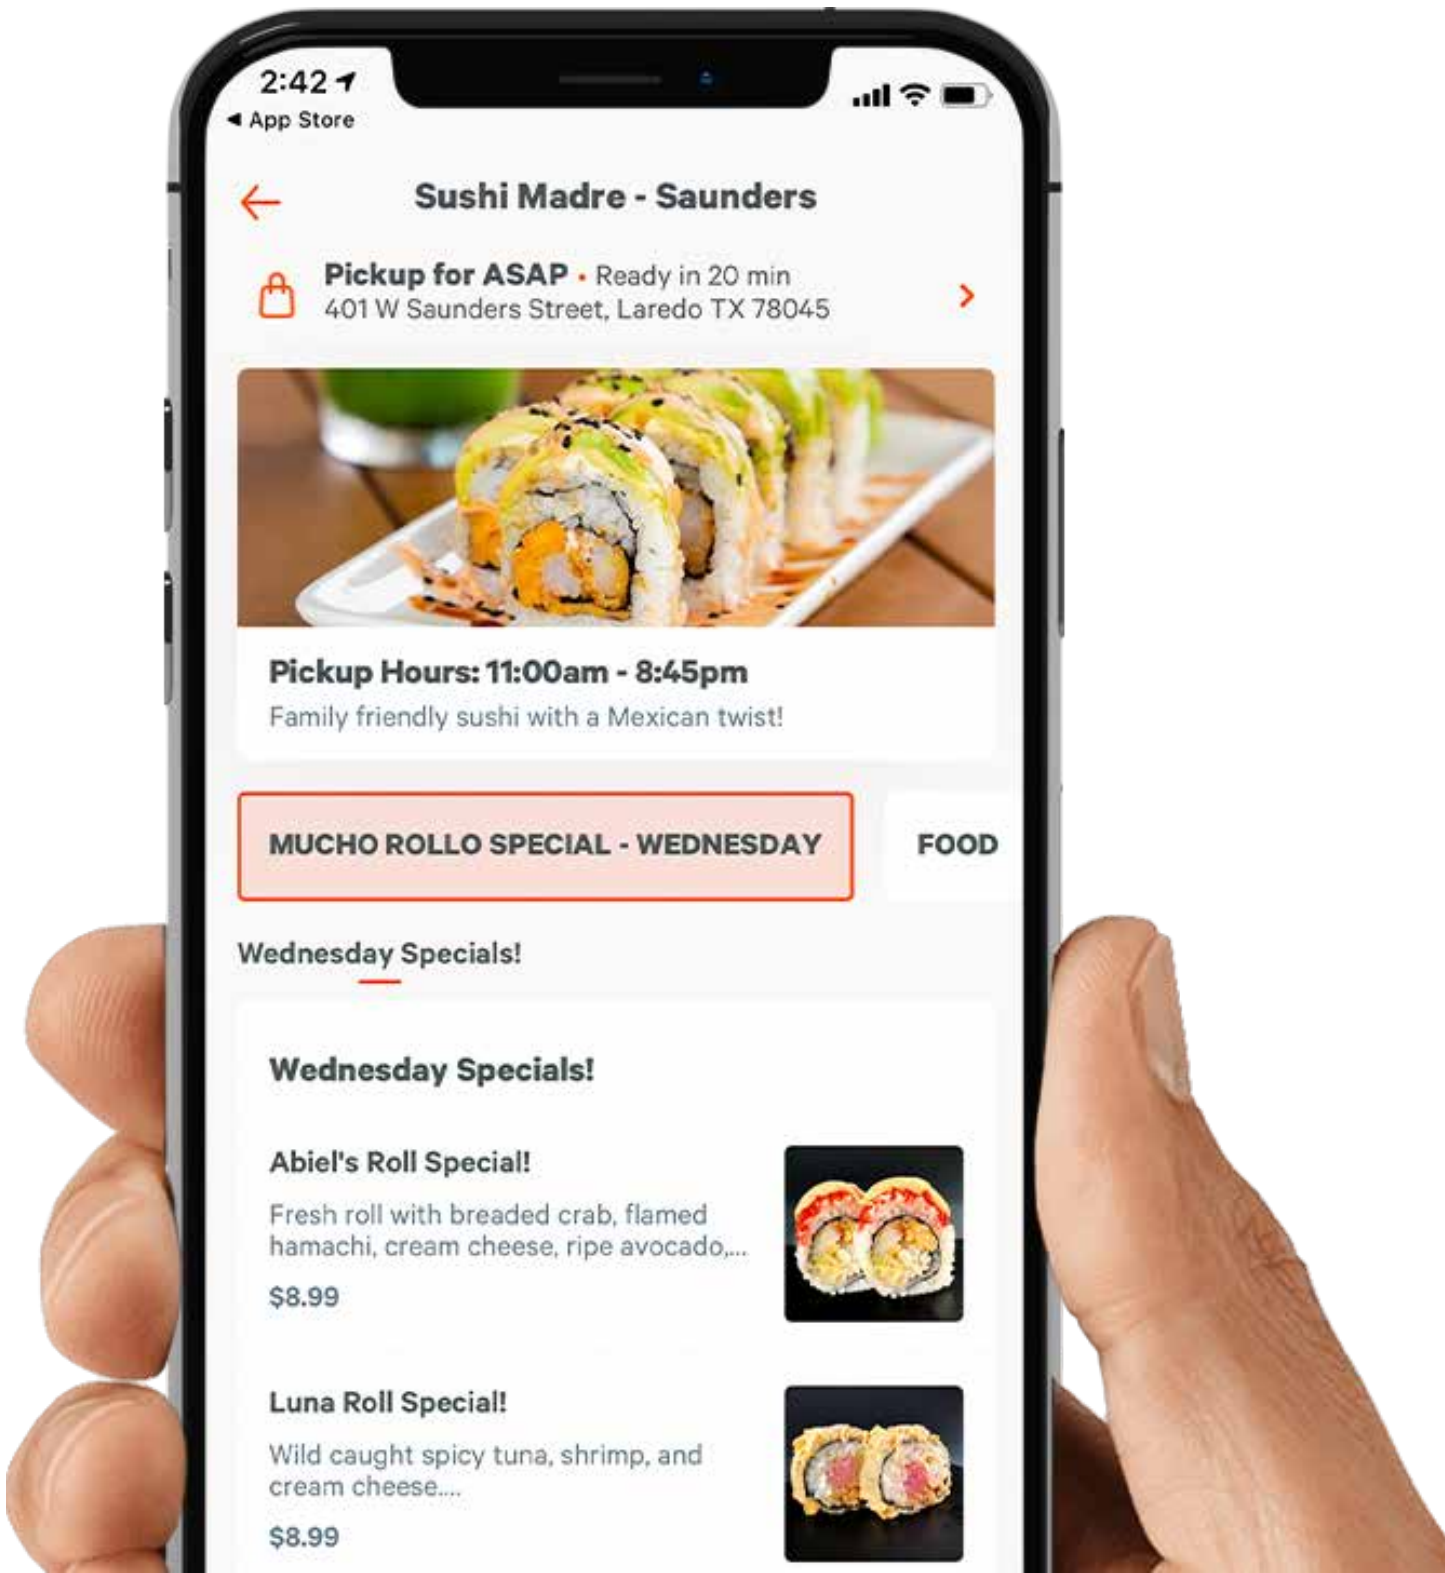 2:42
App Store
Sushi Madre - Saunders
Pickup for ASAP • Ready in 20 min
401 W Saunders Street, Laredo TX 78045
Pickup Hours: 11:00am - 8:45pm
Family friendly sushi with a Mexican twist!
MUCHO ROLLO SPECIAL - WEDNESDAY
FOOD
Wednesday Specials!
Wednesday Specials!
Abiel's Roll Special!
Fresh roll with breaded crab, flamed
hamachi, cream cheese, ripe avocado,...
$8.99
Luna Roll Special!
Wild caught spicy tuna, shrimp, and
cream cheese....
$8.99